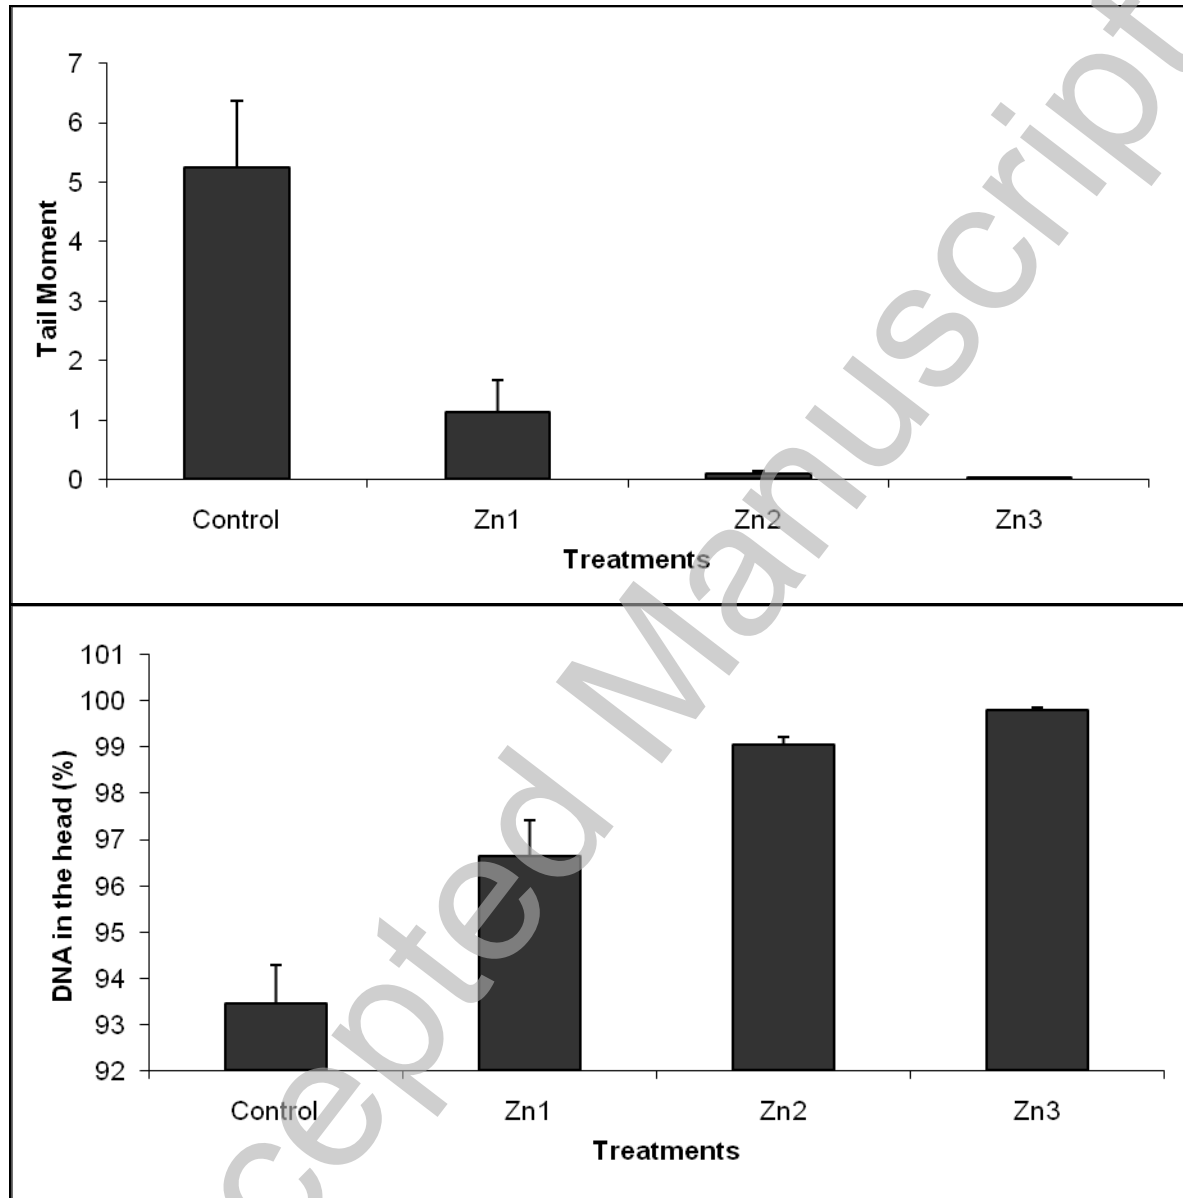 7
6
5
4
3
2
1
0
Tail Moment
Control Zn1 Zn2 Zn3
Treatments
101
100
99
98
97
96
95
94
93
92
DNA in the head (%)
Control Zn1 Zn2 Zn3
Treatments
cepted Manuscript